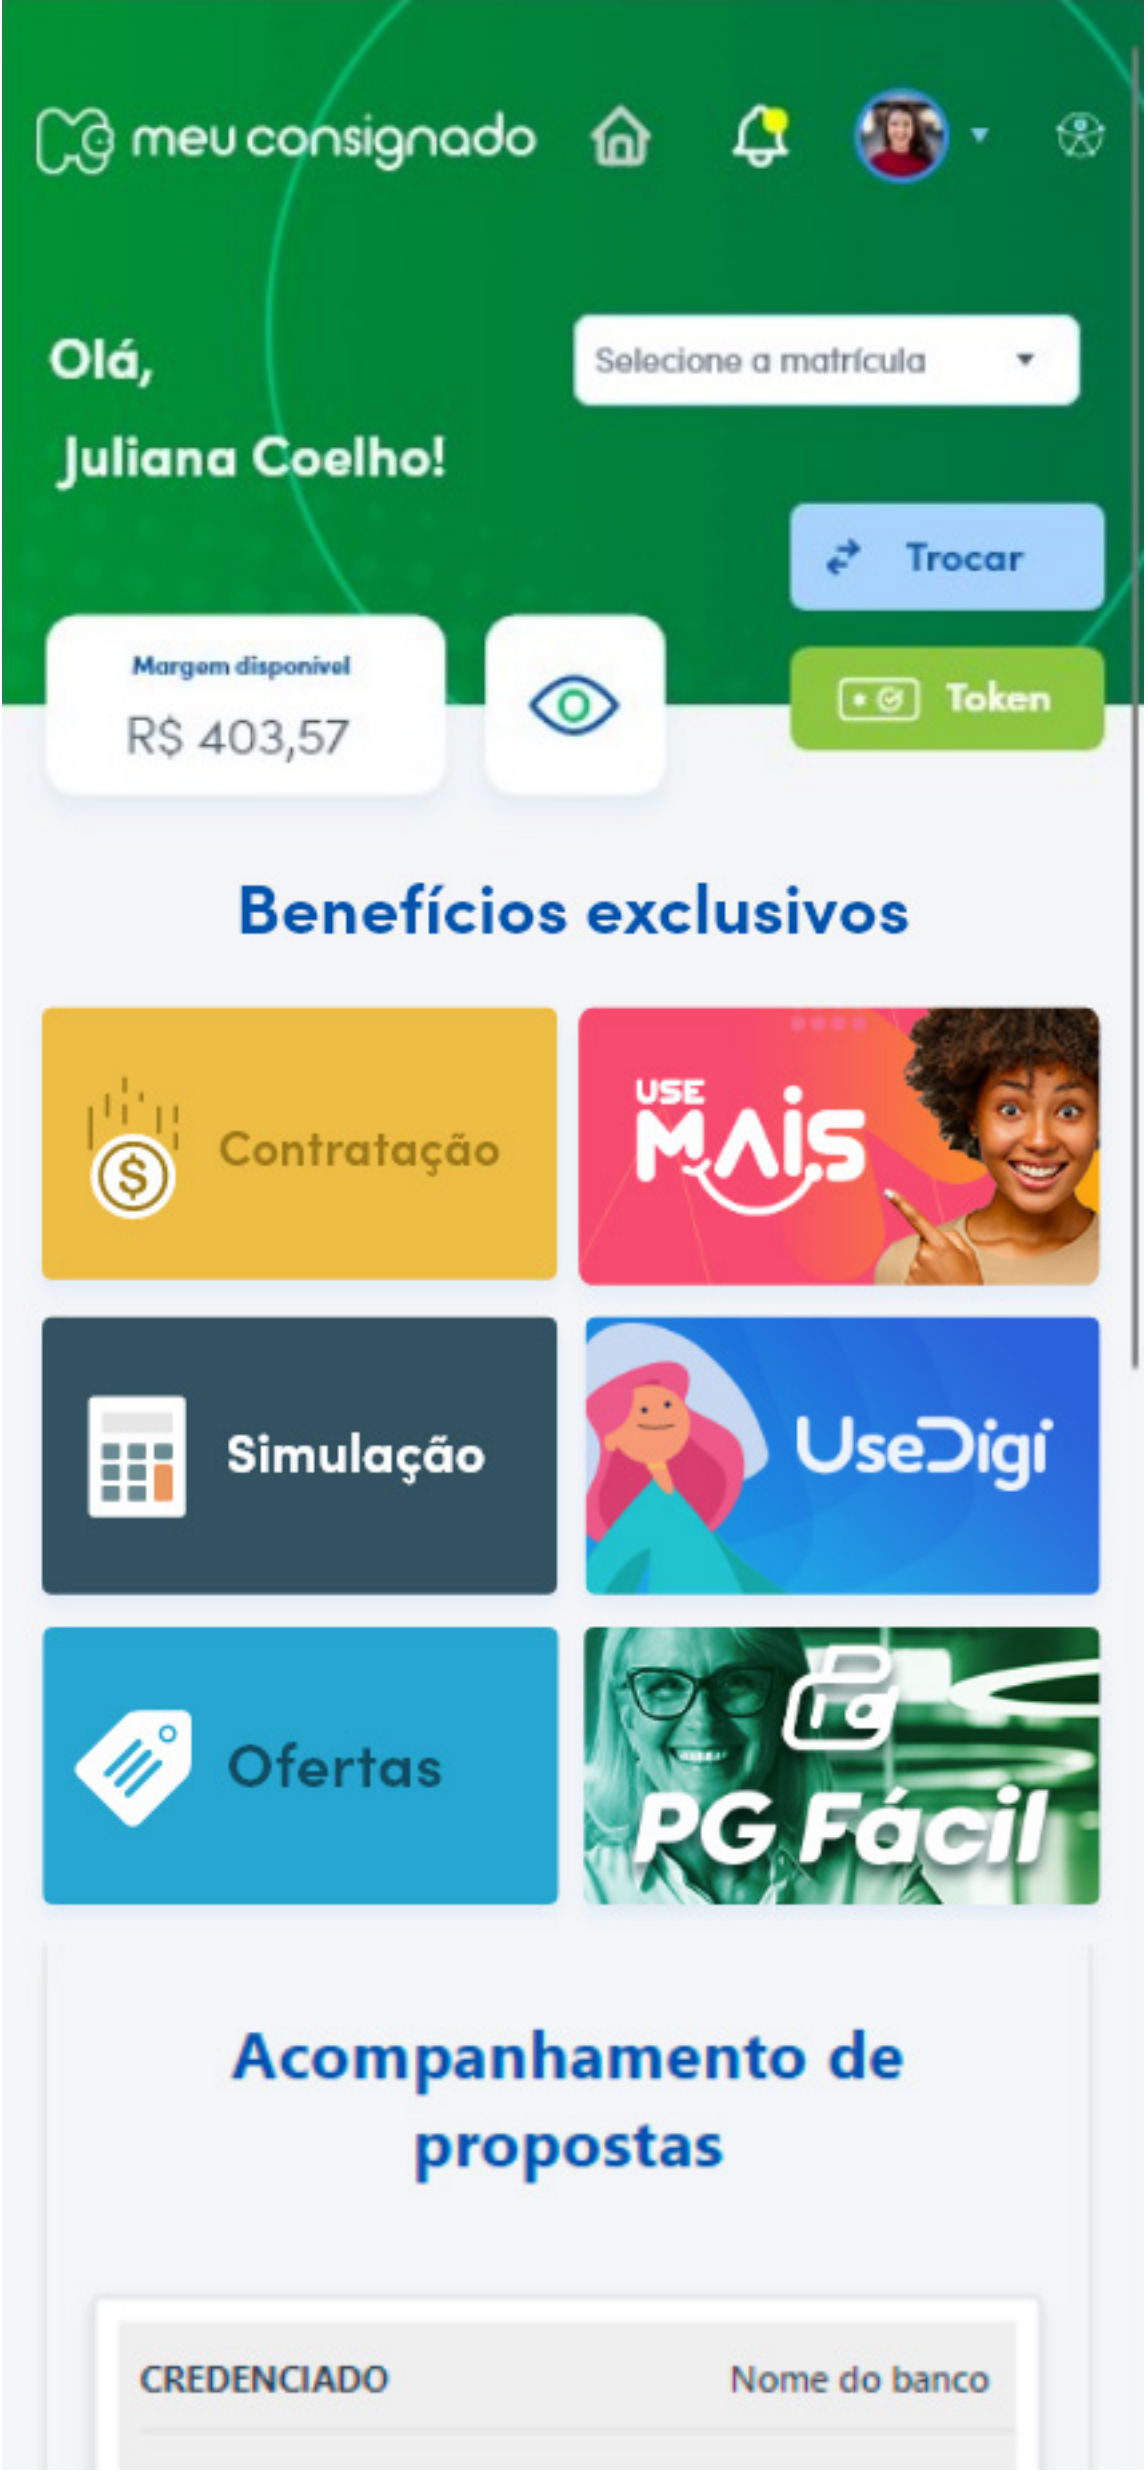 meu consignado
Olá,
Juliana Coelho!
Selecione a matrícula
Trocar
Token
Margem disponível
R$ 403,57
Benefícios exclusivos
Contratação
USE
MAIS
Simulação
UseDigi
Ofertas
PG Fácil
Acompanhamento de
propostas
CREDENCIADO Nome do banco